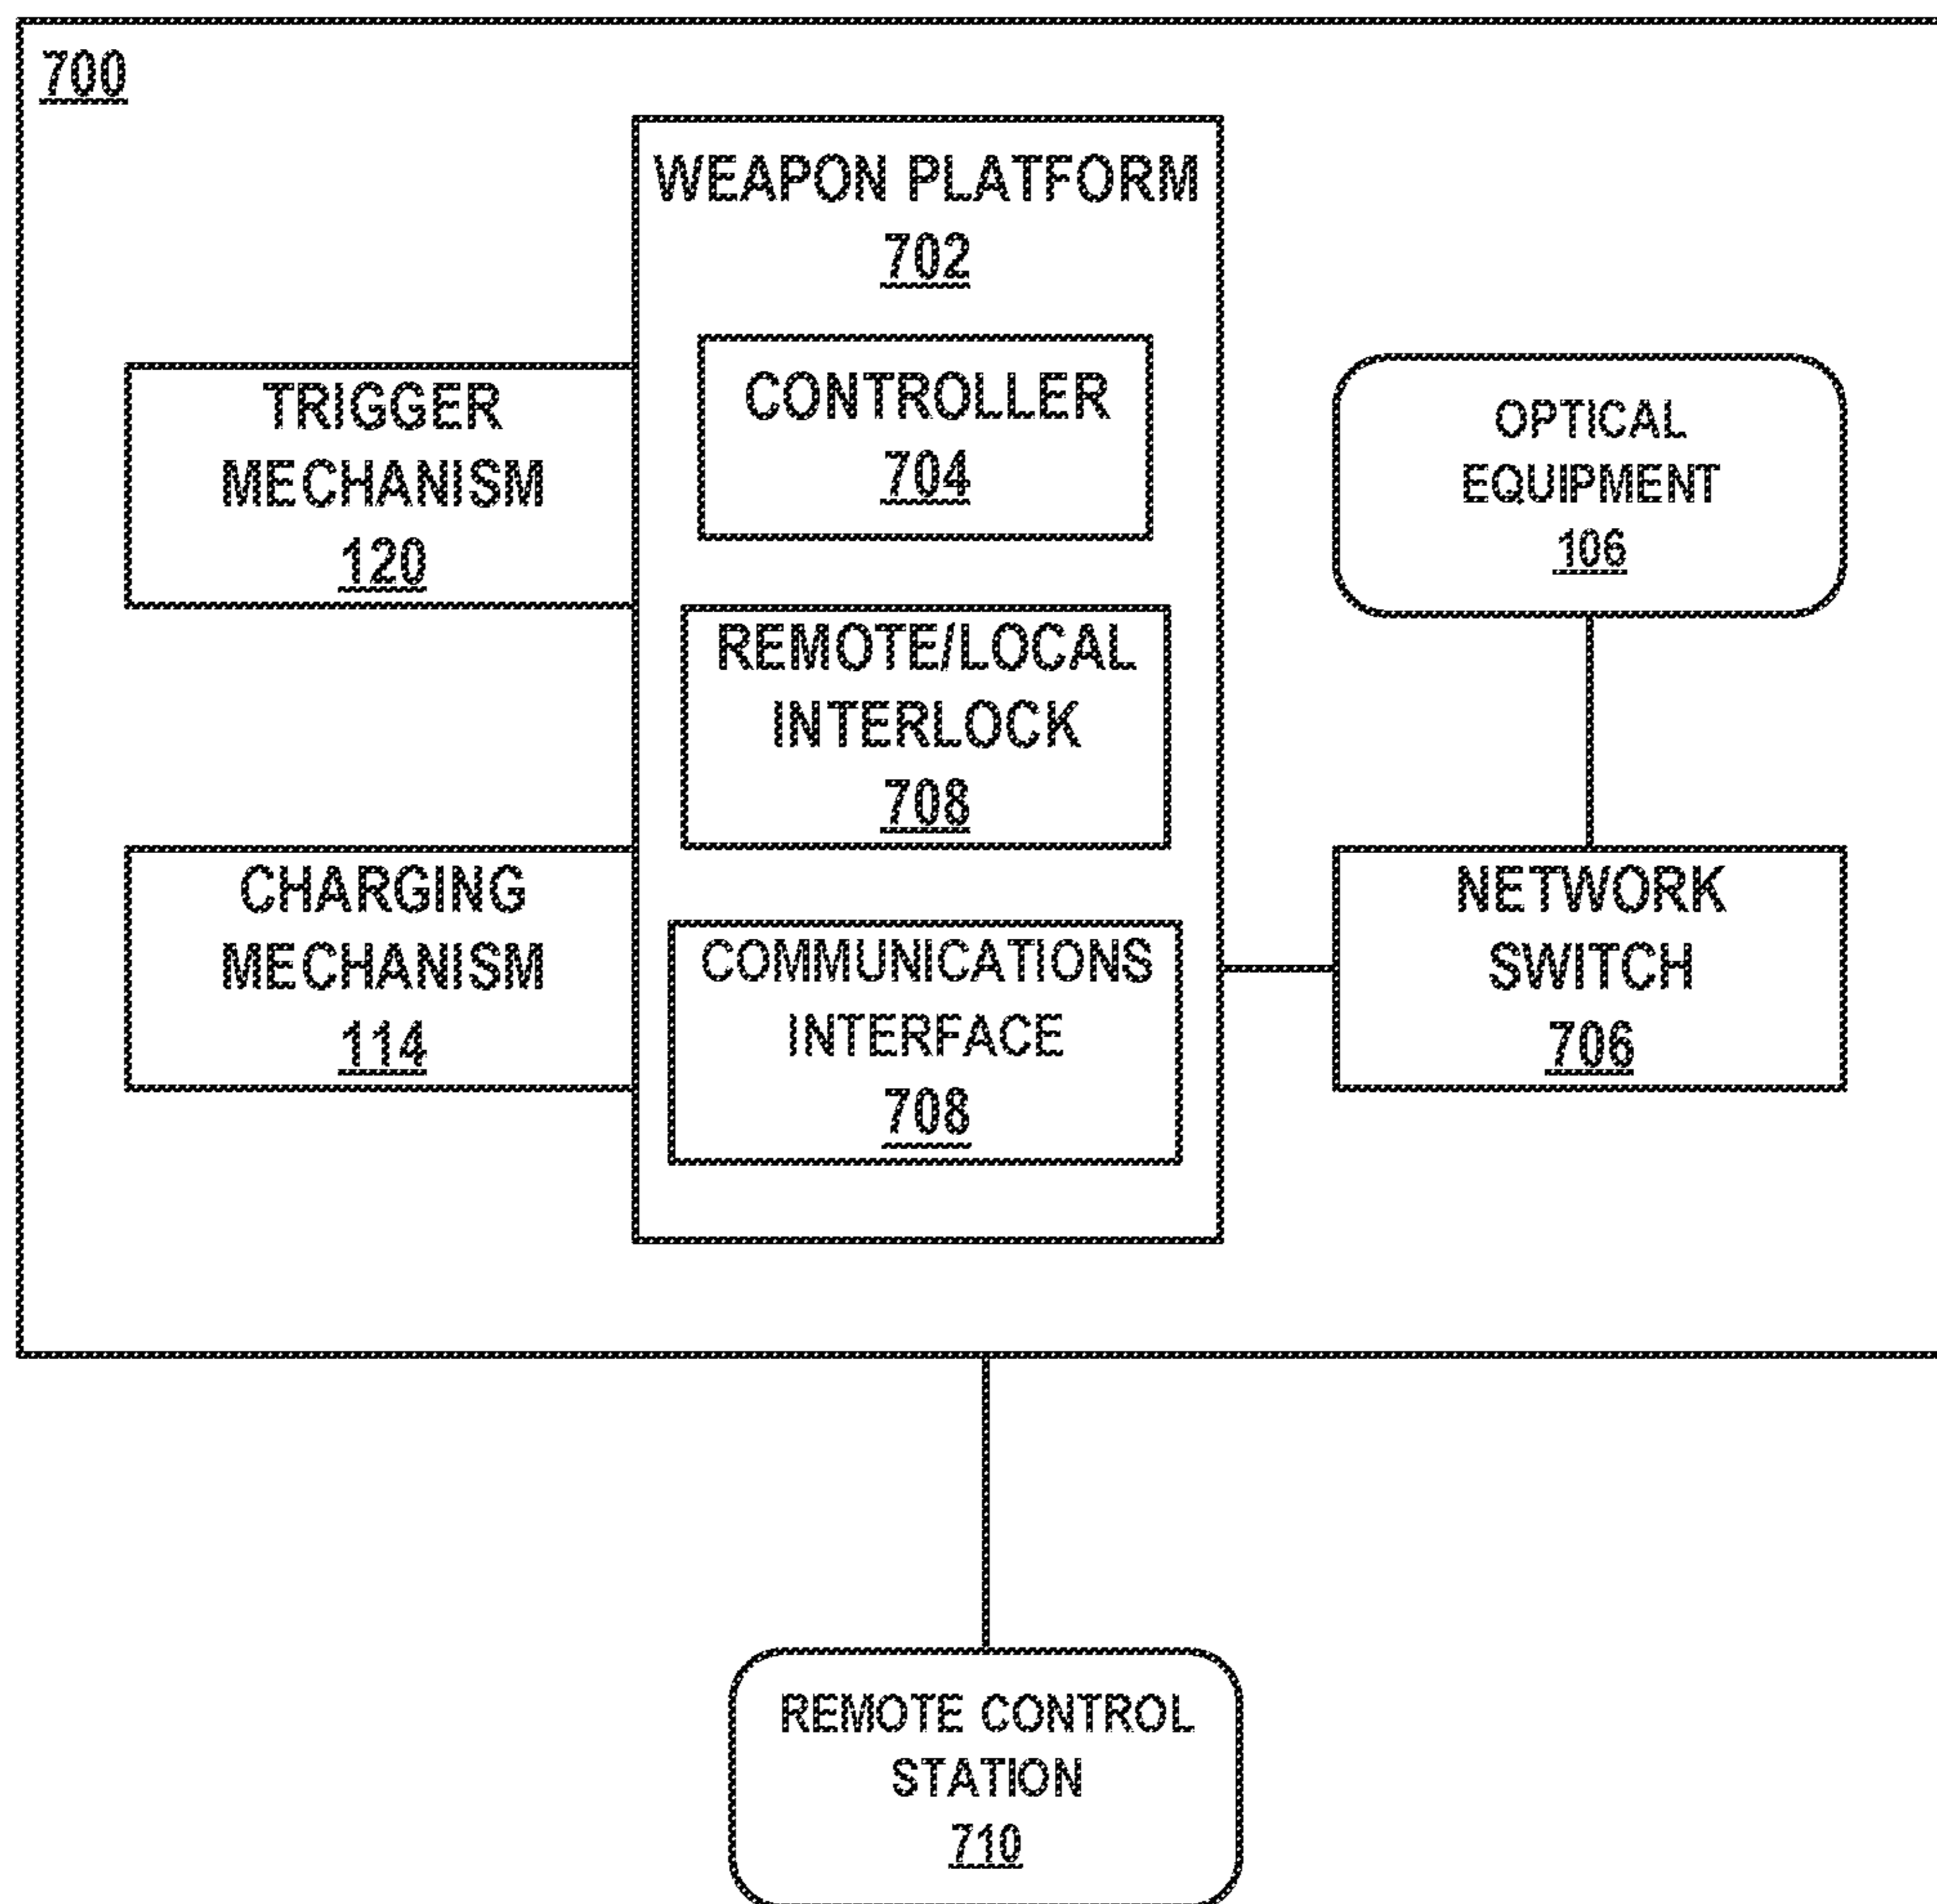 700
WEAPON PLATFORM
702
CONTROLLER
704
REMOTE/LOCAL
INTERLOCK
708
COMMUNICATIONS
INTERFACE
708
TRIGGER
MECHANISM
120
CHARGING
MECHANISM
114
OPTICAL
EQUIPMENT
106
NETWORK
SWITCH
706
REMOTE CONTROL
STATION
710